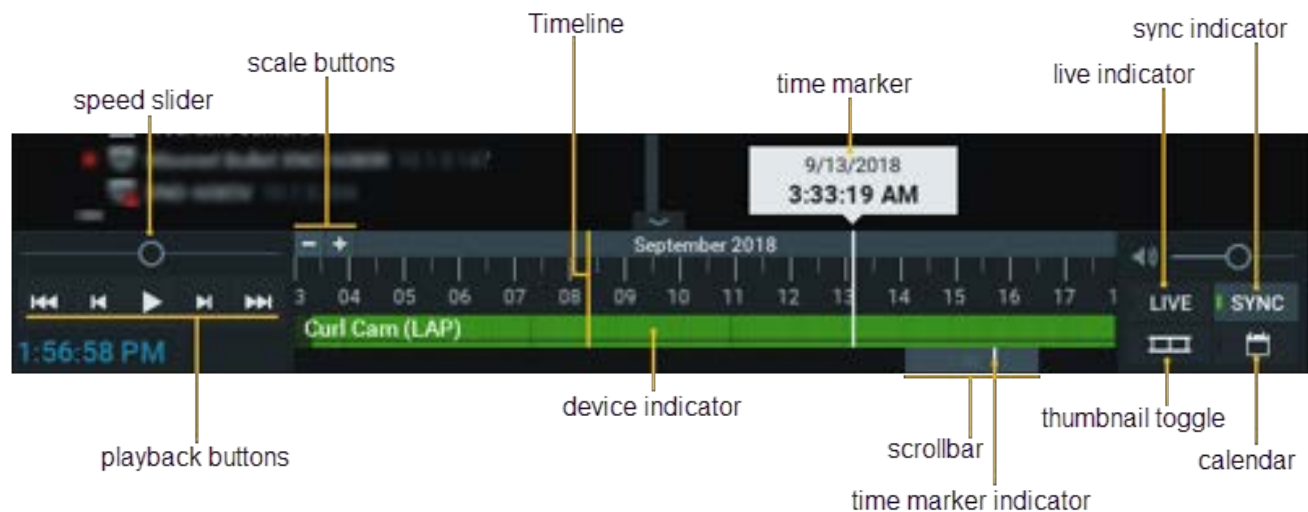 Timeline
sync indicator
scale buttons
live indicator
time marker
speed slider
9/13/2018
3:33:19 AM
September 2018
3 04 05 06 07 08 09 10 11 12 13 14 15 16 17 1
LIVE
SYNC
Curl Cam (LAP)
1:56:58 PM
device indicator
thumbnail toggle
scrollbar
playback buttons
calendar
time marker indicator